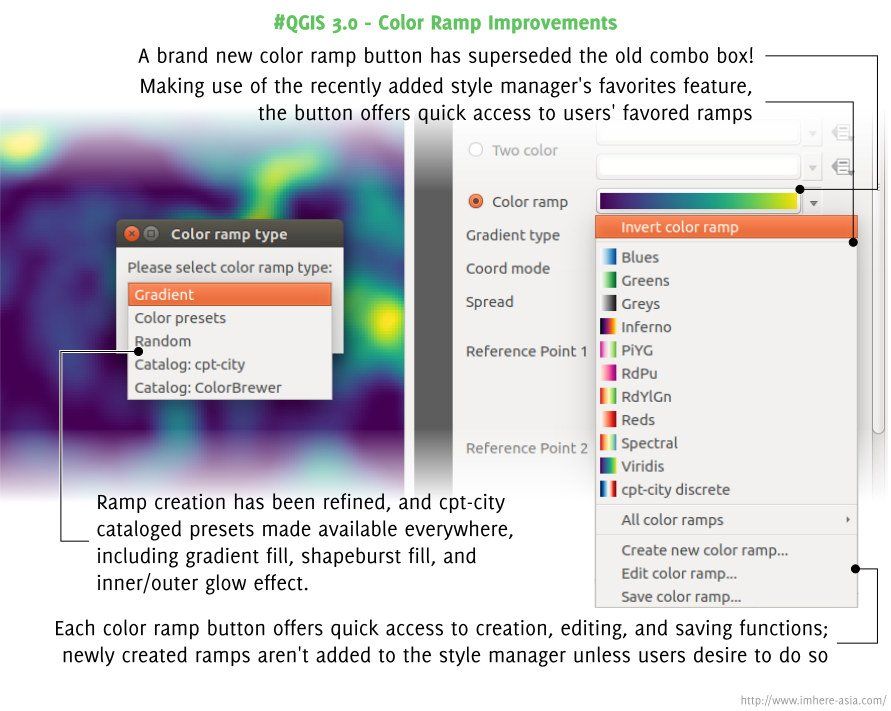 #QGIS 3.0 - Color Ramp Improvements
A brand new color ramp button has superseded the old combo box!
Making use of the recently added style manager's favorites feature,
the button offers quick access to users' favored ramps
Two color
Color ramp
Invert color ramp
Gradient type
Coord mode
Spread
Reference Point 1
Reference Point 2
Blues
Greens
Greys
Inferno
PiYG
RdPu
RdYlGn
Reds
Spectral
Viridis
cpt-city discrete
All color ramps
Create new color ramp...
Edit color ramp...
Save color ramp...
Color ramp type
Please select color ramp type:
Gradient
Color presets
Random
Catalog: cpt-city
Catalog: ColorBrewer
Ramp creation has been refined, and cpt-city
cataloged presets made available everywhere,
including gradient fill, shapeburst fill, and
inner/outer glow effect.
Each color ramp button offers quick access to creation, editing, and saving functions;
newly created ramps aren't added to the style manager unless users desire to do so
http://www.imhere-asia.com/